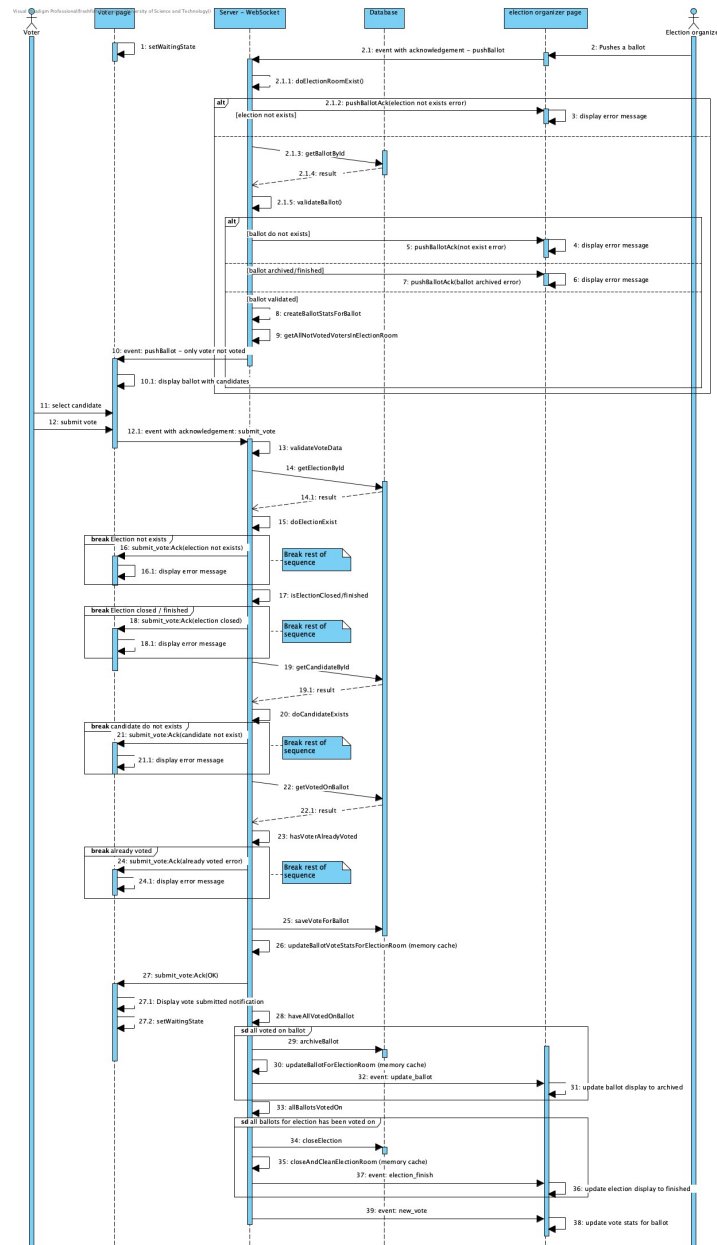 Visual Paradigm Professional
University of Science and Technology)
Voter page
Server - WebSocket
Database
election organizer page
Voter
Election organize
1: setWaitingState
2: Pushes a ballot
2.1: event with acknowledgement - pushBallot
2.1.1: doElectionRoomExist()
alt
2.1.2: pushBallotAck(election not exists error)
[election not exists]
3: display error message
2.1.3: getBallotById
2.1.4: result
2.1.5: validateBallot()
alt
[ballot do not exists]
5: pushBallotAck(not exist error)
4: display error message
[ballot archived/finished]
7: pushBallotAck(ballot archived error)
6: display error message
[ballot validated]
8: createBallotStatsForBallot
9: getAllNotVotedVotersInElectionRoom
10: event: pushBallot - only voter not voted
10.1: display ballot with candidates
11: select candidate
12: submit vote
12.1: event with acknowledgement: submit_vote
13: validateVoteData
14: getElectionById
14.1: result
15: doElectionExist
break Election not exists
16: submit_vote:Ack(election not exists)
16.1: display error message
Break rest of
sequence
17: isElectionClosed/finished
break Election closed / finished
18: submit_vote:Ack(election closed)
18.1: display error message
Break rest of
sequence
19: getCandidateById
19.1: result
20: doCandidateExists
break candidate do not exists
21: submit_vote:Ack(candidate not exist)
21.1: display error message
Break rest of
sequence
22: getVotedOnBallot
22.1: result
23: hasVoterAlreadyVoted
break already voted
24: submit_vote:Ack(already voted error)
24.1: display error message
Break rest of
sequence
25: saveVoteForBallot
26: updateBallotVoteStatsForElectionRoom (memory cache)
27: submit_vote:Ack(OK)
27.1: Display vote submitted notification
27.2: setWaitingState
28: haveAllVotedOnBallot
sd all voted on ballot
29: archiveBallot
30: updateBallotForElectionRoom (memory cache)
32: event: update_ballot
31: update ballot display to archived
33: allBallotsVotedOn
sd all ballots for election has been voted on
34: closeElection
35: closeAndCleanElectionRoom (memory cache)
37: event: election_finish
36: update election display to finished
39: event: new_vote
38: update vote stats for ballot